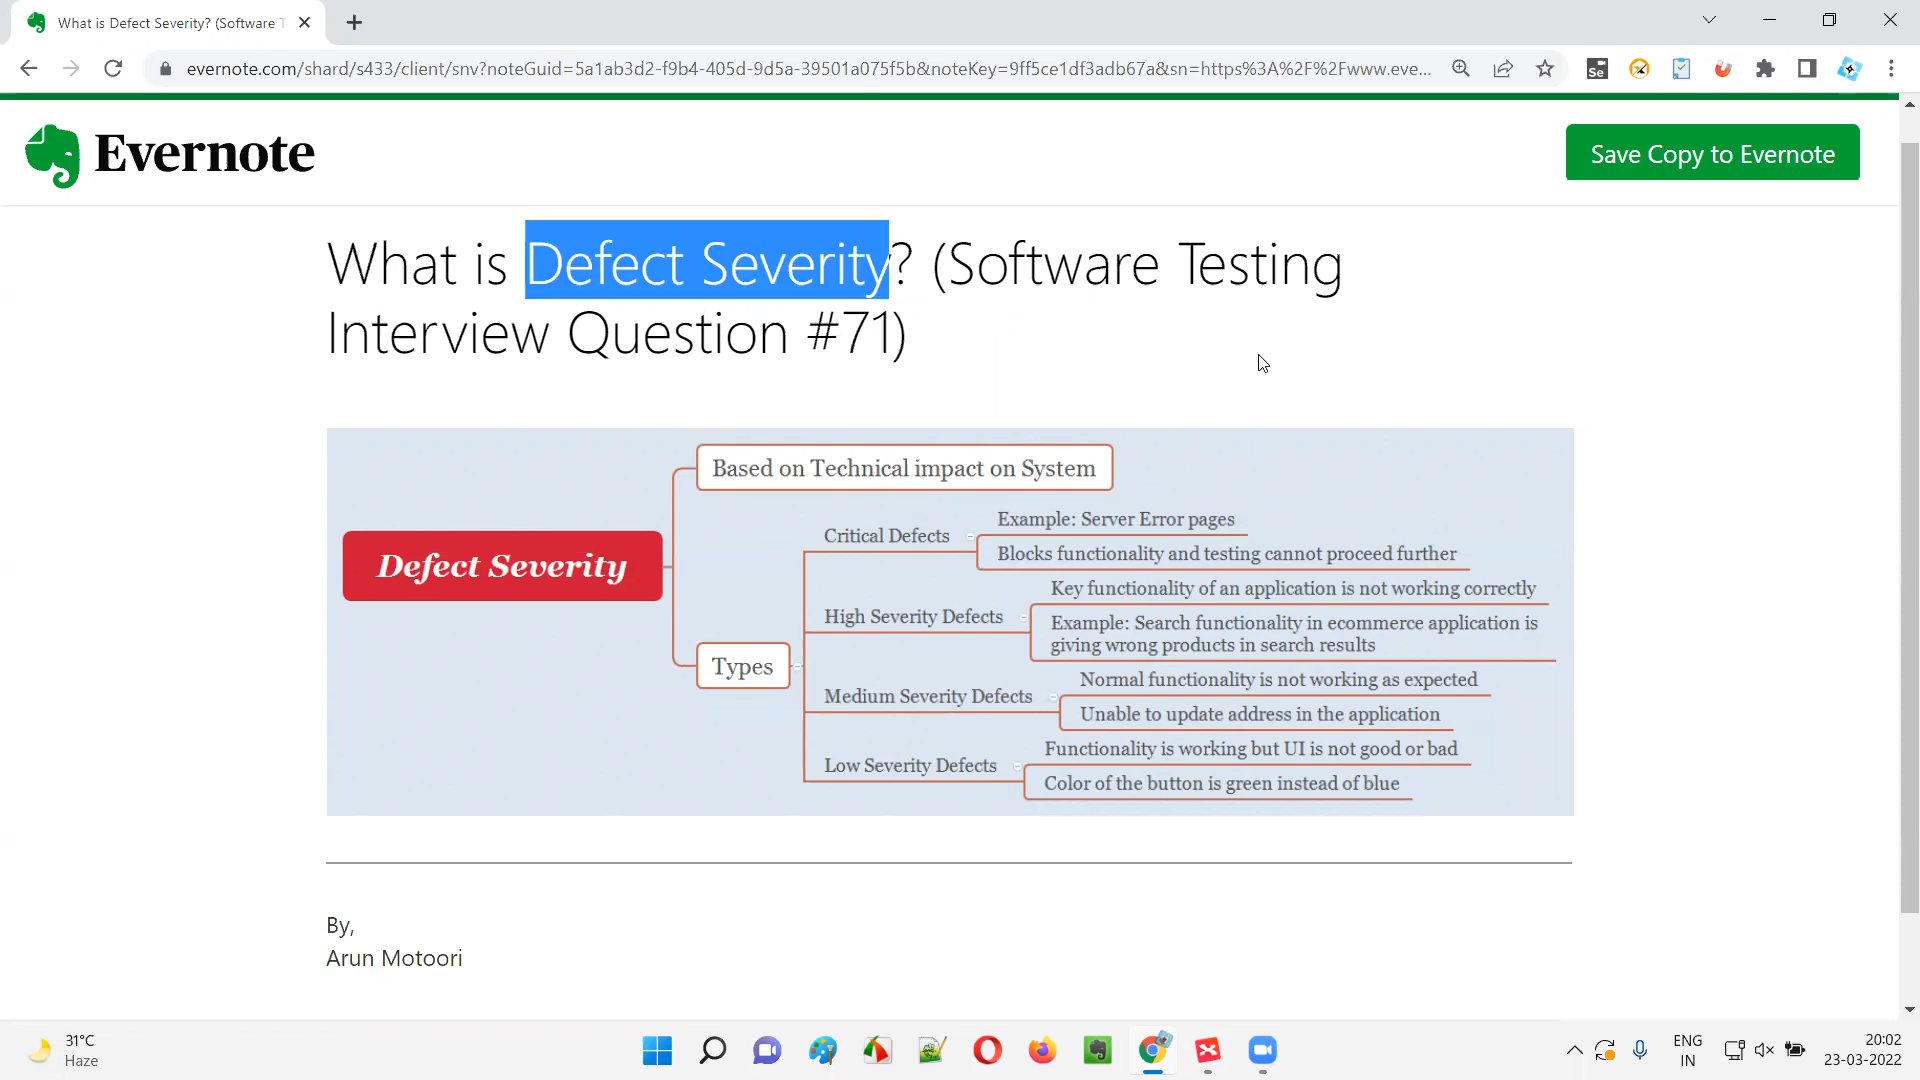 What is Defect Severity? (Software T
evernote.com/shard/s433/client/snv?noteGuid=5a1ab3d2-f9b4-405d-9d5a-39501a075f5b&noteKey=9ff5ce1df3adb67a&sn=https%3A%2F%2Fwww.eve...
Se
Evernote
Save Copy to Evernote
What is Defect Severity? (Software Testing
Interview Question #71)
Based on Technical impact on System
Example: Server Error pages
Critical Defects
Blocks functionality and testing cannot proceed further
Defect Severity
Key functionality of an application is not working correctly
High Severity Defects
Example: Search functionality in ecommerce application is
giving wrong products in search results
Types
Normal functionality is not working as expected
Medium Severity Defects
Unable to update address in the application
Functionality is working but UI is not good or bad
Low Severity Defects
Color of the button is green instead of blue
By,
Arun Motoori
31°C
Haze
ENG
IN
20:02
23-03-2022